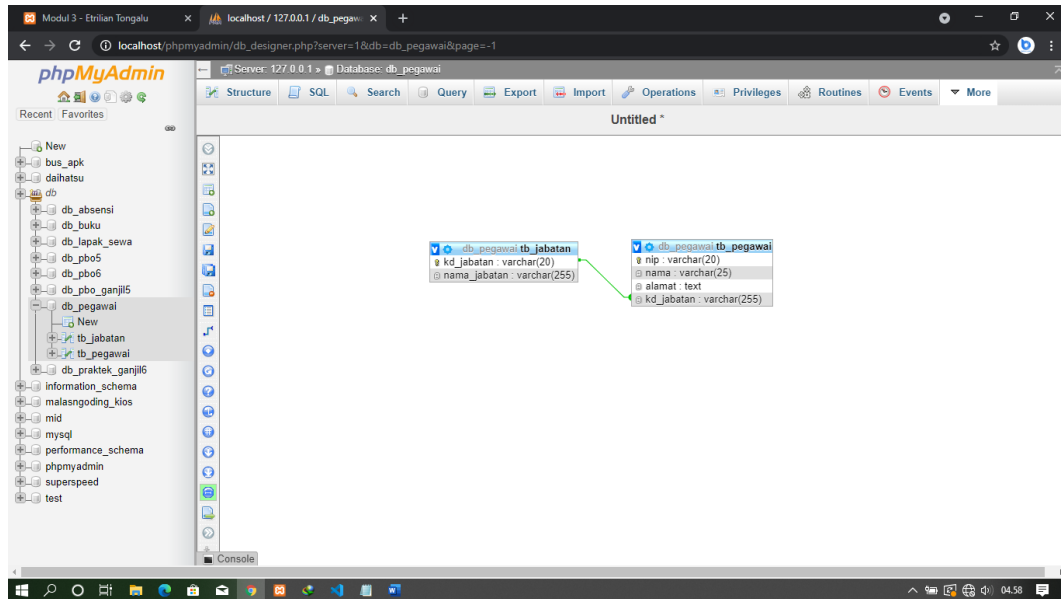 Modul 3 - Etrilian Tongalu
localhost / 127.0.0.1 / db_pegaw
localhost/phpmyadmin/db_designer.php?server=1&db=db_pegawai&page=-1
phpMyAdmin
Recent Favorites
New
bus_apk
daihatsu
db
db_absensi
db_buku
db_lapak_sewa
db_pbo5
db_pbo6
db_pbo_ganjil5
db_pegawai
New
tb_jabatan
tb_pegawai
db_praktek_ganjil6
information_schema
malasngoding_kios
mid
mysql
performance_schema
phpmyadmin
superspeed
test
Server: 127.0.0.1 » Database: db_pegawai
Structure SQL Search Query Export Import Operations Privileges Routines Events More
Untitled *
db_pegawai tb_jabatan
kd_jabatan : varchar(20)
nama_jabatan : varchar(255)
db_pegawai tb_pegawai
nip : varchar(20)
nama : varchar(25)
alamat : text
kd_jabatan : varchar(255)
Console
04.58